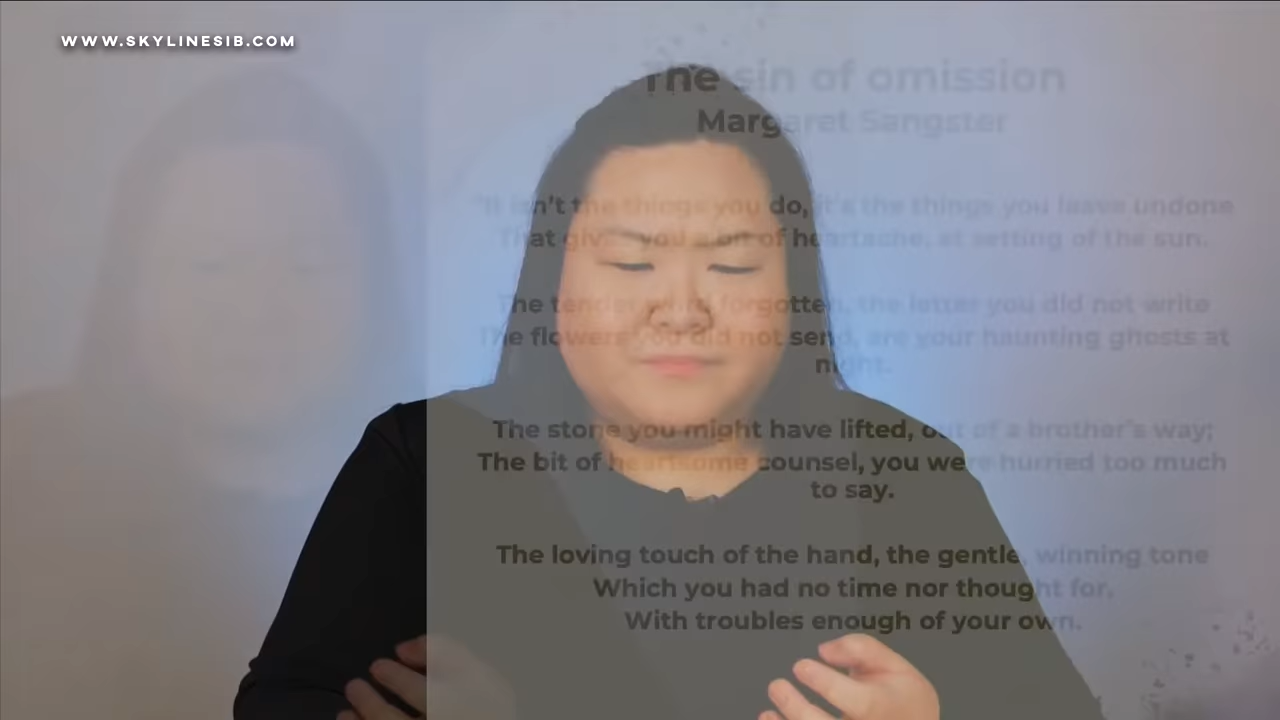 WWW.SKYLINESIB.COM
The sin of omission
Margaret Sangster
"It isn't the things you do, it's the things you leave undone
That gives you a bit of heartache, at setting of the sun.
The tender word forgotten, the letter you did not write
The flowers you did not send, are your haunting ghosts at
night.
The stone you might have lifted, out of a brother's way;
The bit of heartsome counsel, you were hurried too much
to say.
The loving touch of the hand, the gentle, winning tone
Which you had no time nor thought for.
With troubles enough of your own.